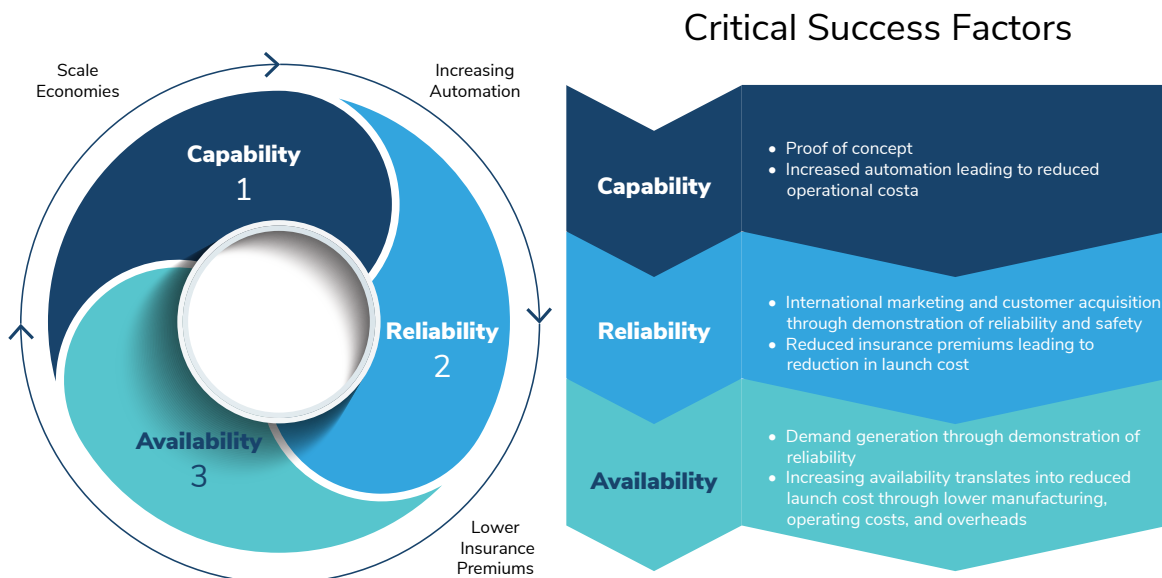 Critical Success Factors
Scale
Economies
Increasing
Automation
Capability
1
Reliability
2
Availability
3
Lower
Insurance
Premiums
Capability
• Proof of concept
• Increased automation leading to reduced
operational costa
Reliability
• International marketing and customer acquisition
through demonstration of reliability and safety
• Reduced insurance premiums leading to
reduction in launch cost
Availability
• Demand generation through demonstration of
reliability
• Increasing availability translates into reduced
launch cost through lower manufacturing,
operating costs, and overheads